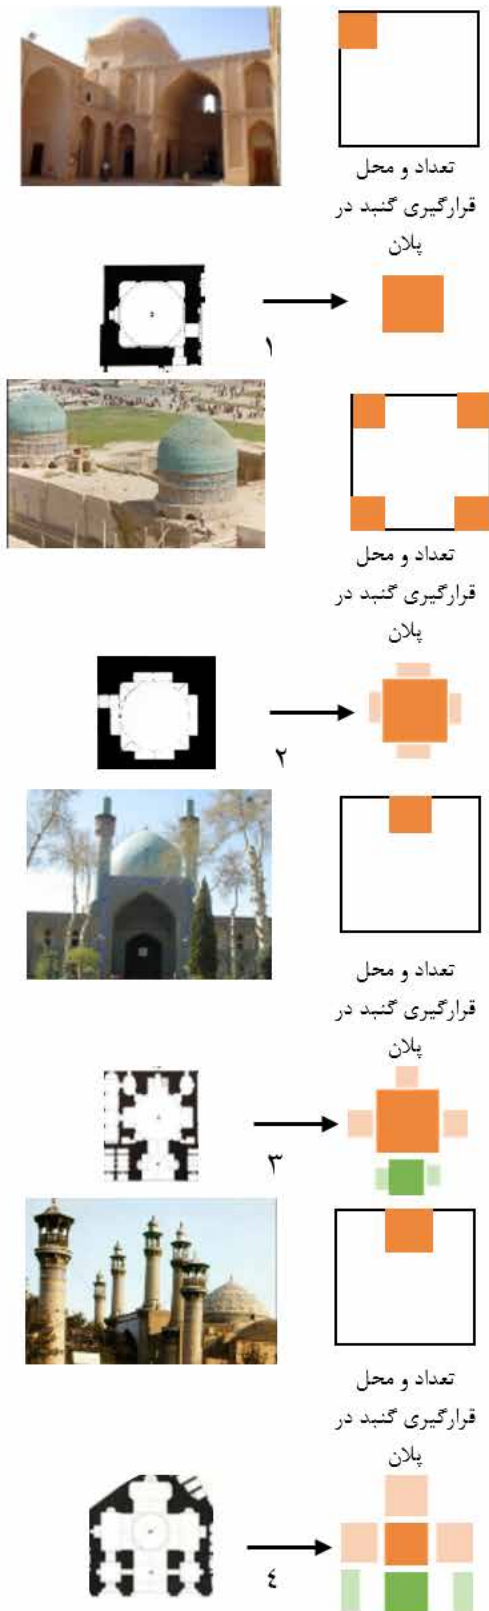 تعداد و محل
قرارگیری گنبد در
پلان
۱
تعداد و محل
قرارگیری گنبد در
پلان
۲
تعداد و محل
قرارگیری گنبد در
پلان
۳
تعداد و محل
قرارگیری گنبد در
پلان
٤